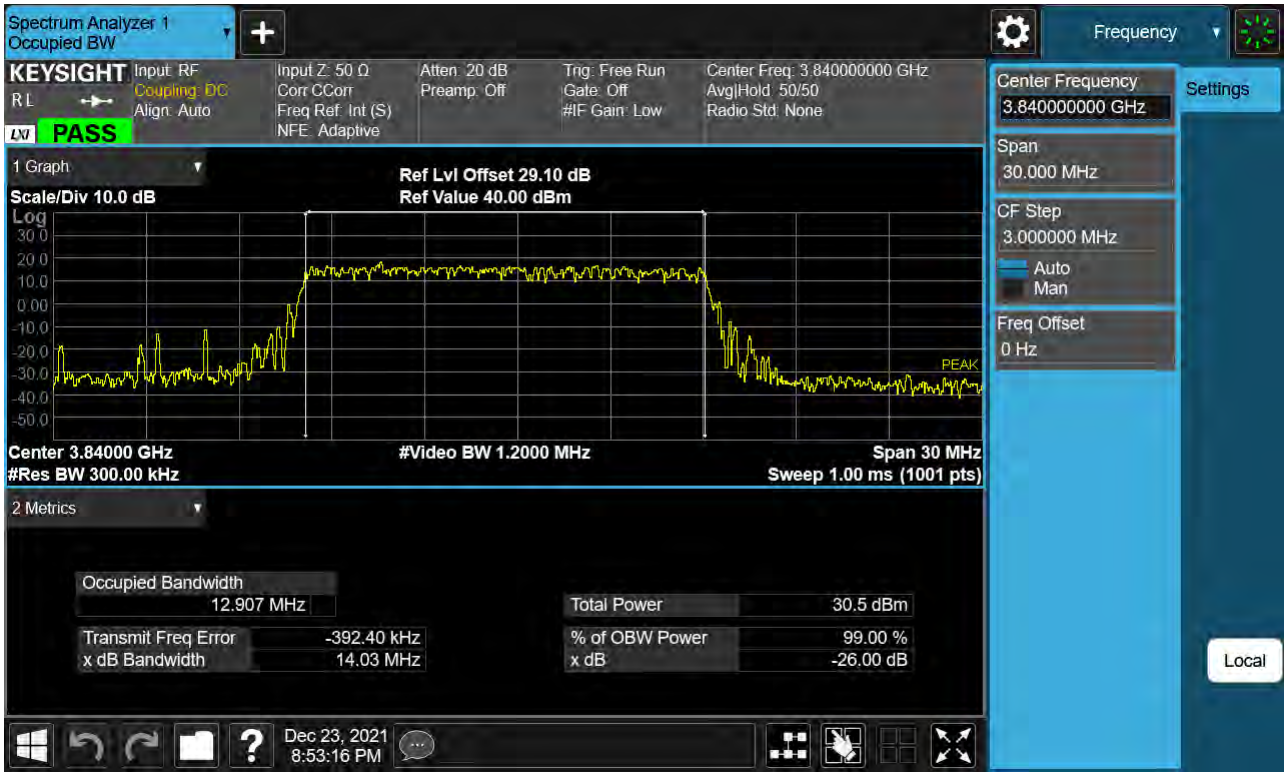 Spectrum Analyzer 1
Occupied BW
Frequency
KEYSIGHT
R L
LXI
PASS
Input: RF
Coupling: DC
Align: Auto
Input Z: 50 Ω
Corr CCorr
Freq Ref: Int (S)
NFE: Adaptive
Atten: 20 dB
Preamp: Off
Trig: Free Run
Gate: Off
#IF Gain: Low
Center Freq: 3.840000000 GHz
Avg|Hold: 50/50
Radio Std: None
Center Frequency
3.840000000 GHz
Settings
Span
30.000 MHz
CF Step
3.000000 MHz
Auto
Man
Freq Offset
0 Hz
Local
1 Graph
Scale/Div 10.0 dB
Ref Lvl Offset 29.10 dB
Ref Value 40.00 dBm
Log
30.0
20.0
10.0
0.00
-10.0
-20.0
-30.0
-40.0
-50.0
PEAK
Center 3.84000 GHz
#Video BW 1.2000 MHz
Span 30 MHz
#Res BW 300.00 kHz
Sweep 1.00 ms (1001 pts)
2 Metrics
Occupied Bandwidth
12.907 MHz
Total Power 30.5 dBm
Transmit Freq Error -392.40 kHz
% of OBW Power 99.00 %
x dB Bandwidth 14.03 MHz
x dB -26.00 dB
Dec 23, 2021
8:53:16 PM